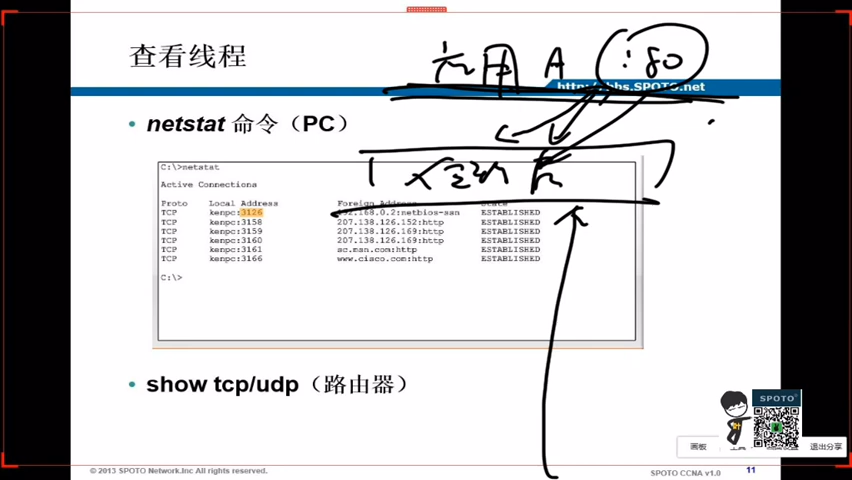 查看线程
应用 A :80
http://bbs.SPOTO.net
• netstat 命令（PC）
C:\>netstat
Active Connections
Proto Local Address Foreign Address State
TCP kenpc:3126 192.168.0.2:netbios-ssn ESTABLISHED
TCP kenpc:3158 207.138.126.152:http ESTABLISHED
TCP kenpc:3159 207.138.126.169:http ESTABLISHED
TCP kenpc:3160 207.138.126.169:http ESTABLISHED
TCP kenpc:3161 sc.msn.com:http ESTABLISHED
TCP kenpc:3166 www.cisco.com:http ESTABLISHED
C:\>
• show tcp/udp（路由器）
SPOTO
画板 退出分享
© 2013 SPOTO Network.Inc All rights reserved.
SPOTO CCNA v1.0 11